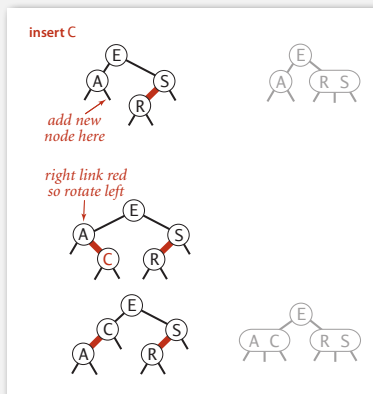 insert C
E
E
A
S
A
R S
R
add new
node here
right link red
so rotate left
E
A
S
C
R
E
E
C
S
A C
R S
A
R